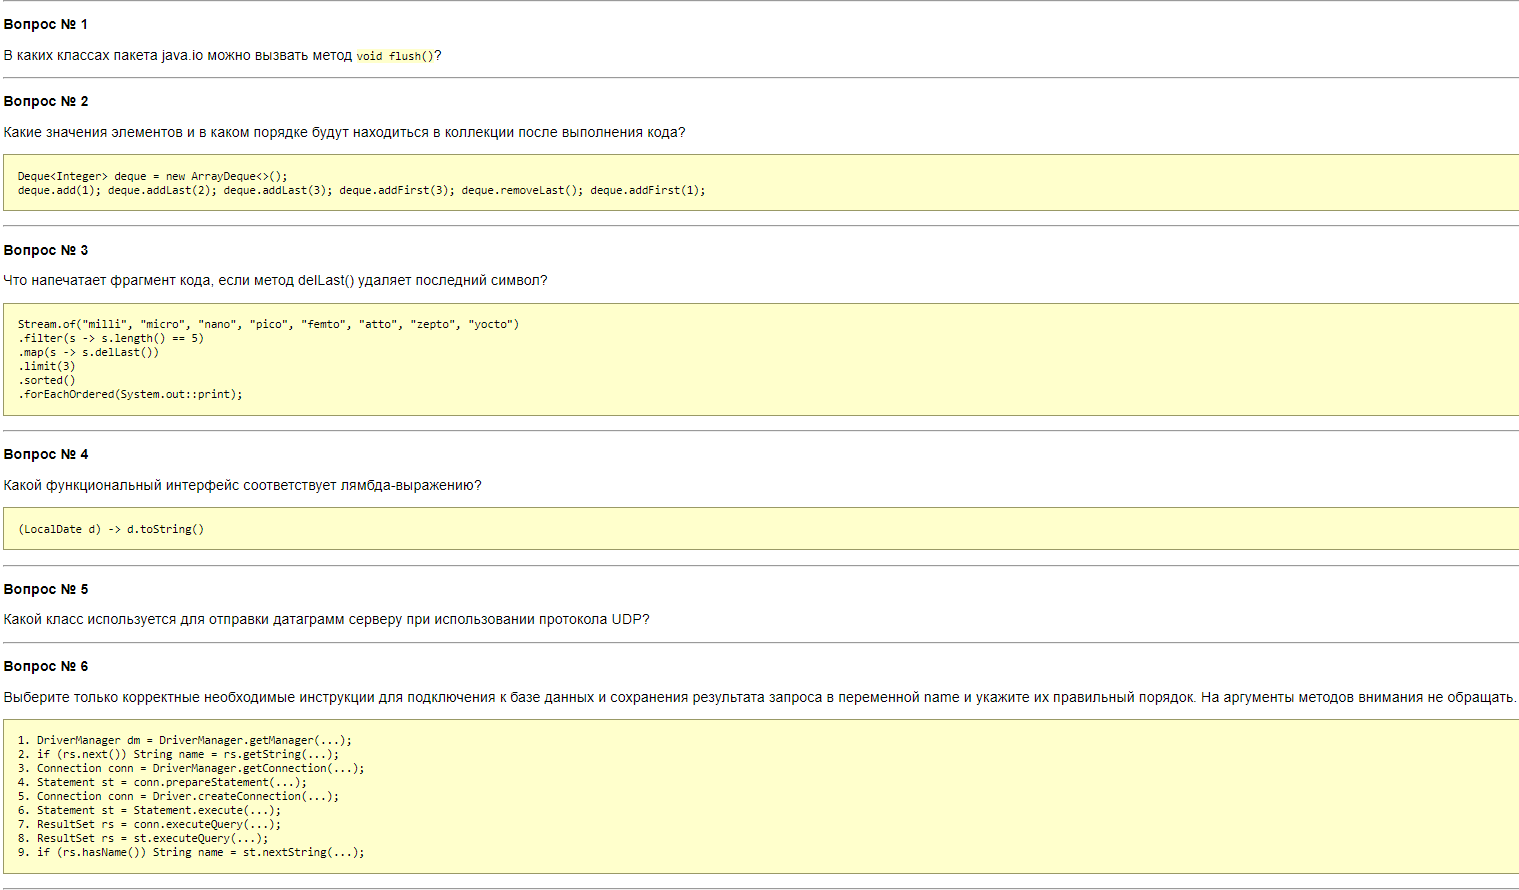 Вопрос № 1
В каких классах пакета java.io можно вызвать метод void flush()?
Вопрос № 2
Какие значения элементов и в каком порядке будут находиться в коллекции после выполнения кода?
Deque<Integer> deque = new ArrayDeque<>();
deque.add(1); deque.addLast(2); deque.addLast(3); deque.addFirst(3); deque.removeLast(); deque.addFirst(1);
Вопрос № 3
Что напечатает фрагмент кода, если метод delLast() удаляет последний символ?
Stream.of("milli", "micro", "nano", "pico", "femto", "atto", "zepto", "yocto")
.filter(s -> s.length() == 5)
.map(s -> s.delLast())
.limit(3)
.sorted()
.forEachOrdered(System.out::print);
Вопрос № 4
Какой функциональный интерфейс соответствует лямбда-выражению?
(LocalDate d) -> d.toString()
Вопрос № 5
Какой класс используется для отправки датаграмм серверу при использовании протокола UDP?
Вопрос № 6
Выберите только корректные необходимые инструкции для подключения к базе данных и сохранения результата запроса в переменной name и укажите их правильный порядок. На аргументы методов внимания не обращать.
1. DriverManager dm = DriverManager.getManager(...);
2. if (rs.next()) String name = rs.getString(...);
3. Connection conn = DriverManager.getConnection(...);
4. Statement st = conn.prepareStatement(...);
5. Connection conn = Driver.createConnection(...);
6. Statement st = Statement.execute(...);
7. ResultSet rs = conn.executeQuery(...);
8. ResultSet rs = st.executeQuery(...);
9. if (rs.hasName()) String name = st.nextString(...);